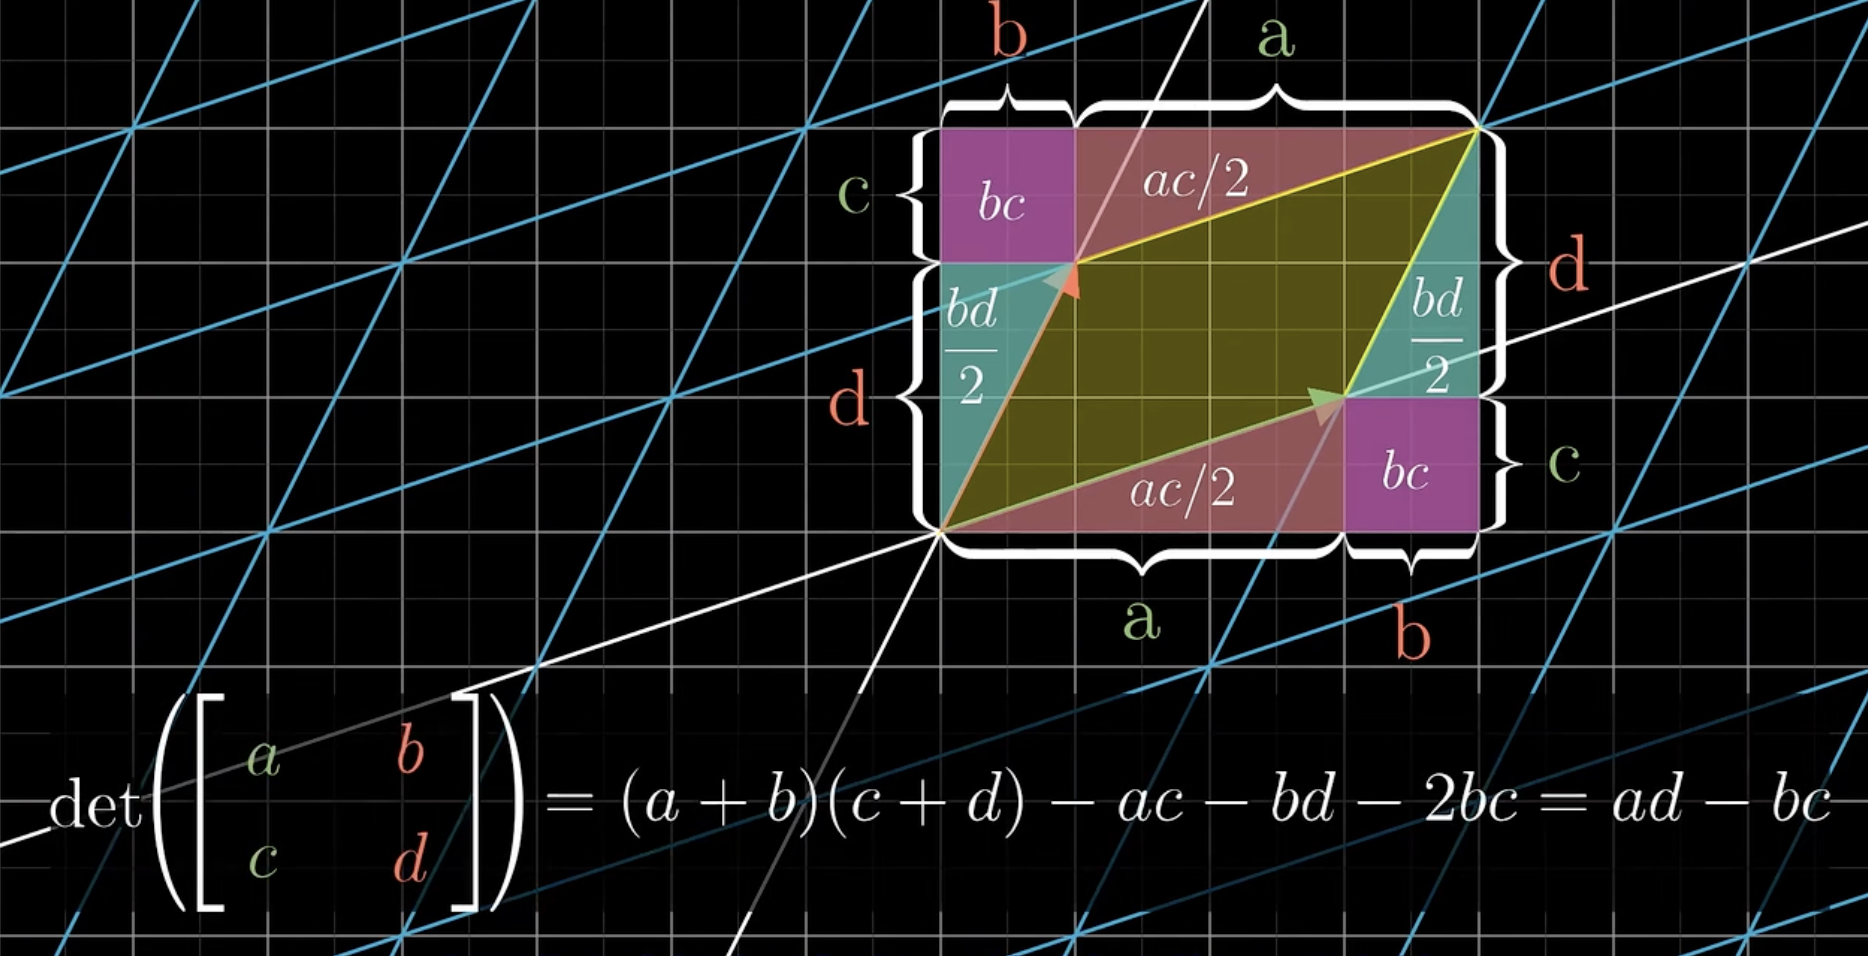 b a
c bc ac/2
d bd/2 bd/2 d
ac/2 bc c
a b
det([a b
c d]) = (a + b)(c + d) − ac − bd − 2bc = ad − bc